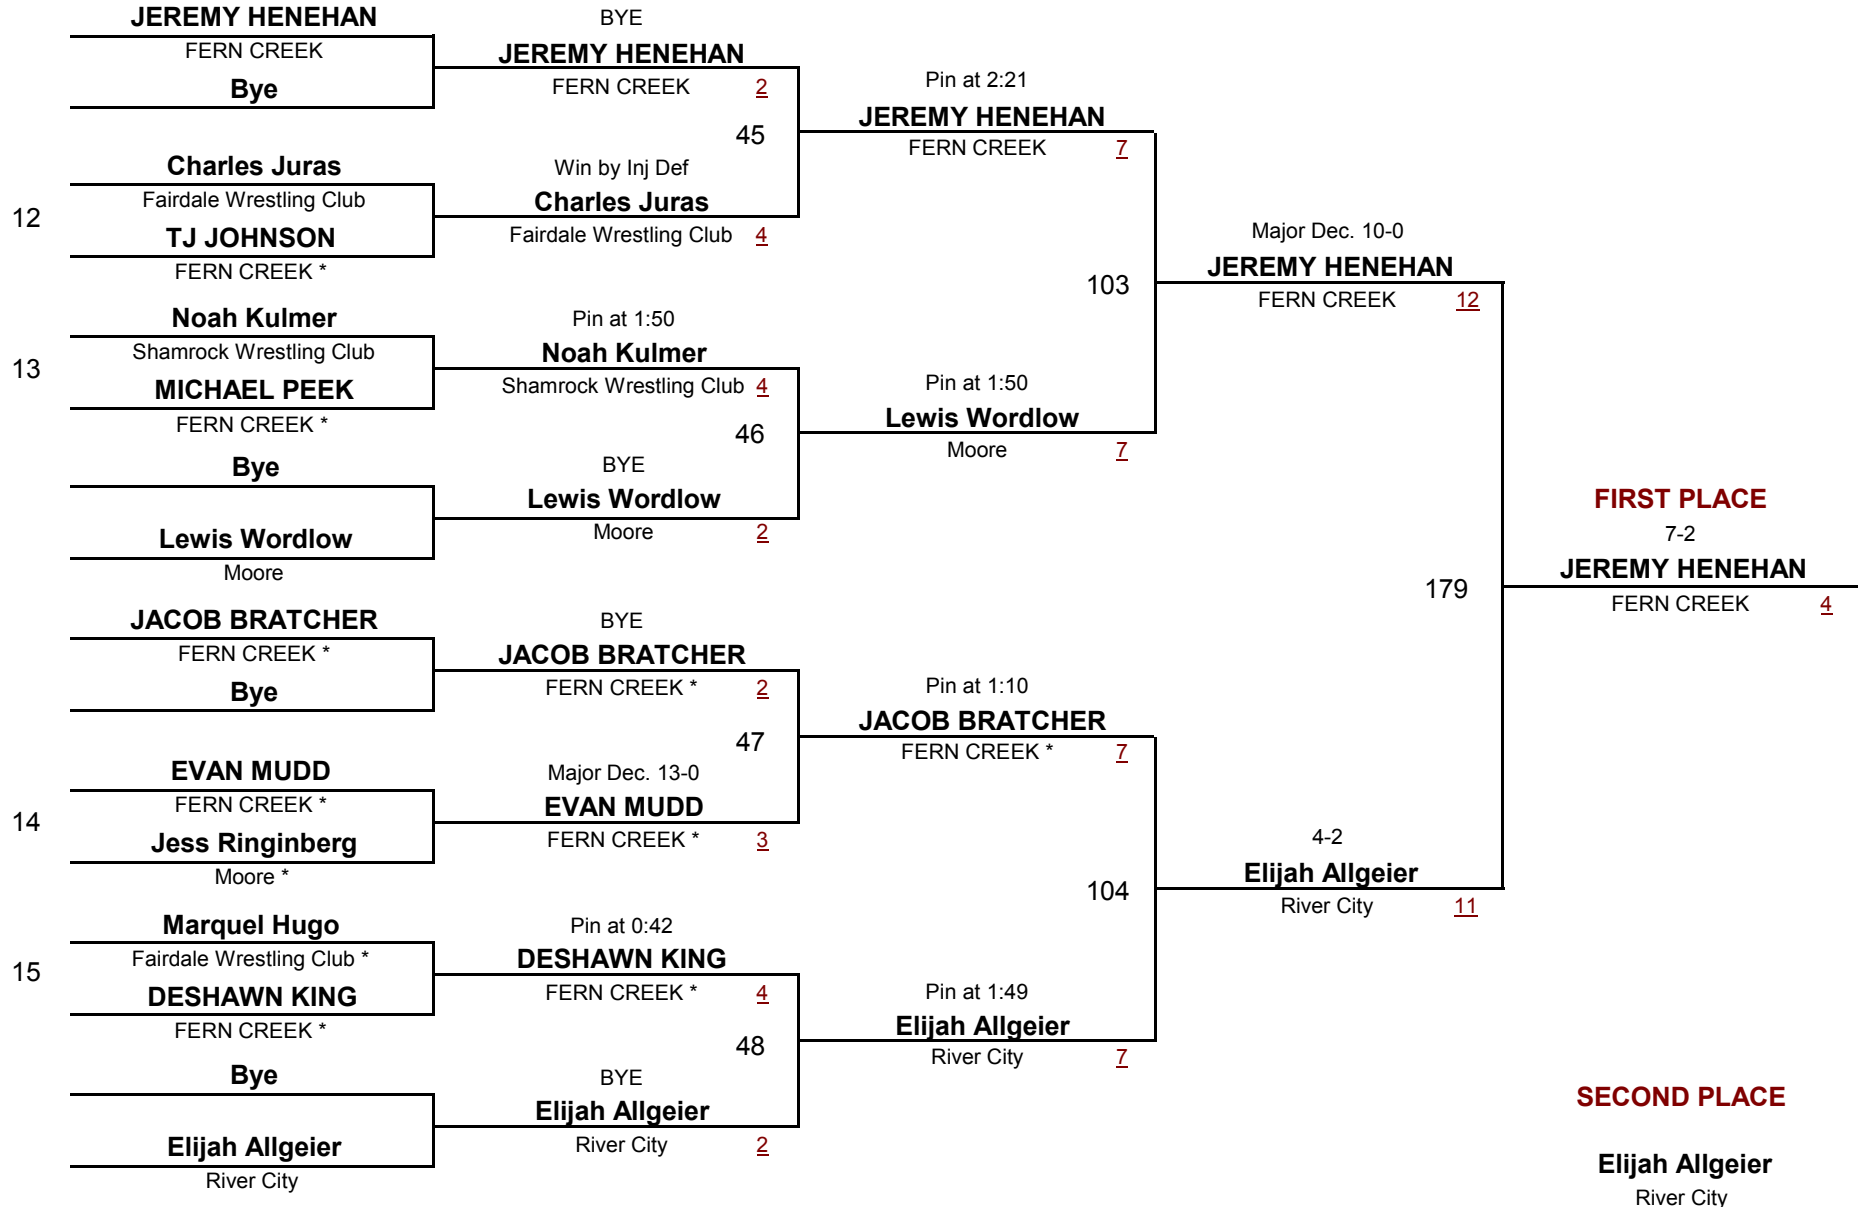 JEREMY HENEHAN
FERN CREEK
Bye
12
Charles Juras
Fairdale Wrestling Club
TJ JOHNSON
FERN CREEK *
13
Noah Kulmer
Shamrock Wrestling Club
MICHAEL PEEK
FERN CREEK *
Bye
Lewis Wordlow
Moore
JACOB BRATCHER
FERN CREEK *
Bye
14
EVAN MUDD
FERN CREEK *
Jess Ringinberg
Moore *
15
Marquel Hugo
Fairdale Wrestling Club *
DESHAWN KING
FERN CREEK *
Bye
Elijah Allgeier
River City
BYE
JEREMY HENEHAN
FERN CREEK 2
45
Win by Inj Def
Charles Juras
Fairdale Wrestling Club 4
Pin at 1:50
Noah Kulmer
Shamrock Wrestling Club 4
46
BYE
Lewis Wordlow
Moore 2
BYE
JACOB BRATCHER
FERN CREEK * 2
47
Major Dec. 13-0
EVAN MUDD
FERN CREEK * 3
Pin at 0:42
DESHAWN KING
FERN CREEK * 4
48
BYE
Elijah Allgeier
River City 2
Pin at 2:21
JEREMY HENEHAN
FERN CREEK 7
103
Pin at 1:50
Lewis Wordlow
Moore 7
Pin at 1:10
JACOB BRATCHER
FERN CREEK * 7
104
Pin at 1:49
Elijah Allgeier
River City 7
Major Dec. 10-0
JEREMY HENEHAN
FERN CREEK 12
179
4-2
Elijah Allgeier
River City 11
FIRST PLACE
7-2
JEREMY HENEHAN
FERN CREEK 4
SECOND PLACE
Elijah Allgeier
River City